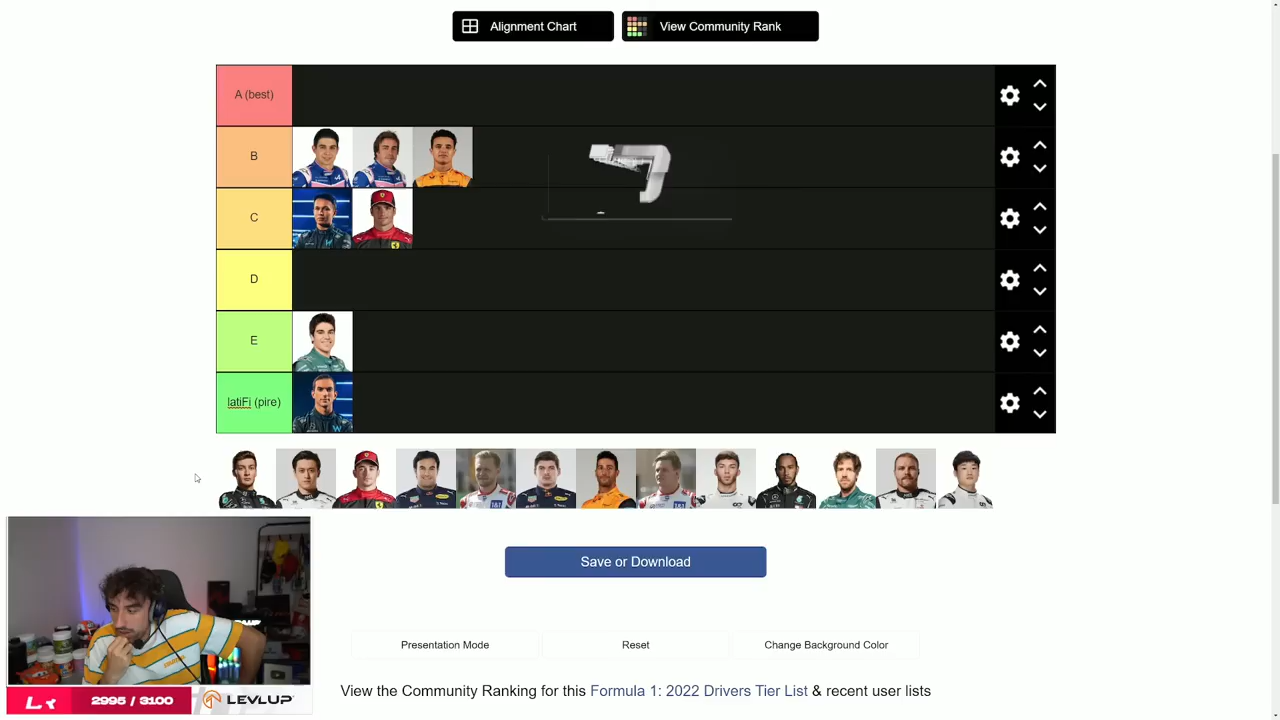 Alignment Chart
View Community Rank
A (best)
B
C
D
E
latiFi (pire)
Save or Download
Presentation Mode
Reset
Change Background Color
View the Community Ranking for this Formula 1: 2022 Drivers Tier List & recent user lists
2995 / 3100
LEVLUP